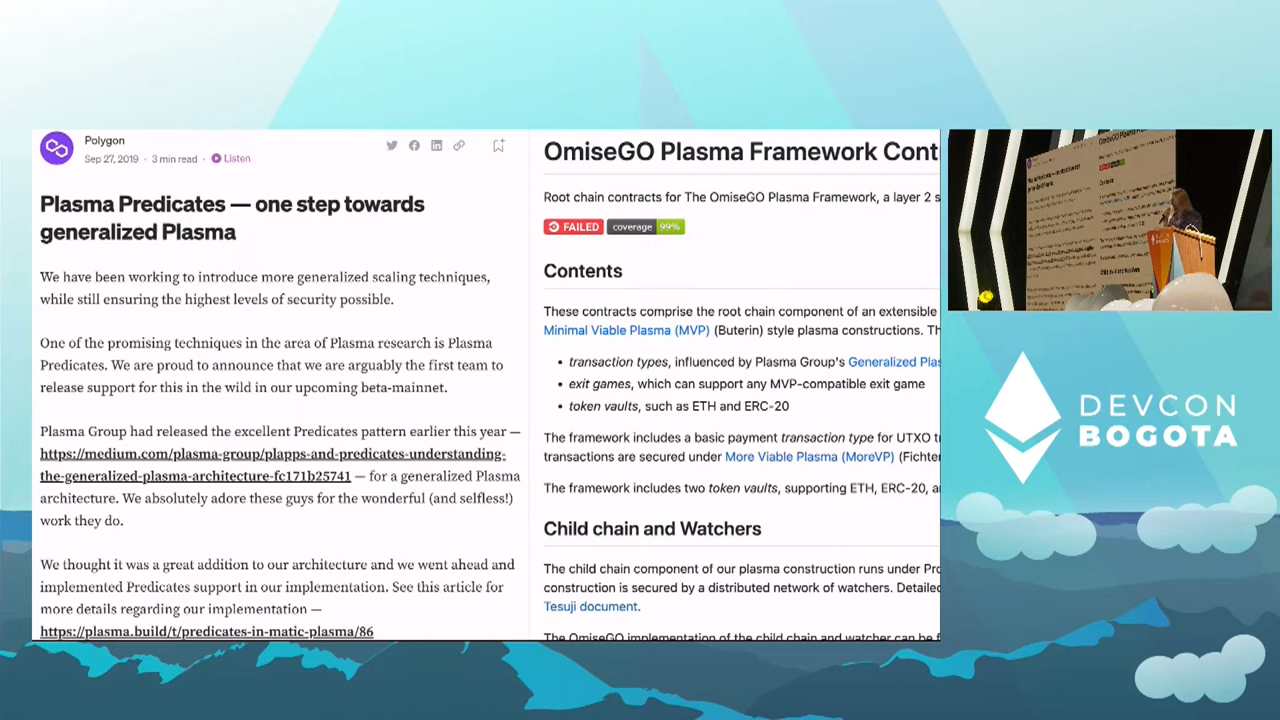 Polygon
Sep 27, 2019 · 3 min read · Listen
Plasma Predicates — one step towards
generalized Plasma
We have been working to introduce more generalized scaling techniques,
while still ensuring the highest levels of security possible.
One of the promising techniques in the area of Plasma research is Plasma
Predicates. We are proud to announce that we are arguably the first team to
release support for this in the wild in our upcoming beta-mainnet.
Plasma Group had released the excellent Predicates pattern earlier this year —
https://medium.com/plasma-group/plapps-and-predicates-understanding-
the-generalized-plasma-architecture-fc171b25741 — for a generalized Plasma
architecture. We absolutely adore these guys for the wonderful (and selfless!)
work they do.
We thought it was a great addition to our architecture and we went ahead and
implemented Predicates support in our implementation. See this article for
more details regarding our implementation —
https://plasma.build/t/predicates-in-matic-plasma/86
OmiseGO Plasma Framework Cont
Root chain contracts for The OmiseGO Plasma Framework, a layer 2 s
FAILED coverage 99%
Contents
These contracts comprise the root chain component of an extensible
Minimal Viable Plasma (MVP) (Buterin) style plasma constructions. Th
• transaction types, influenced by Plasma Group's Generalized Plas
• exit games, which can support any MVP-compatible exit game
• token vaults, such as ETH and ERC-20
The framework includes a basic payment transaction type for UTXO tr
transactions are secured under More Viable Plasma (MoreVP) (Fichter
The framework includes two token vaults, supporting ETH, ERC-20, a
Child chain and Watchers
The child chain component of our plasma construction runs under Pro
construction is secured by a distributed network of watchers. Detailed
Tesuji document.
The OmiseGO implementation of the child chain and watcher can be f
DEVCON
BOGOTA